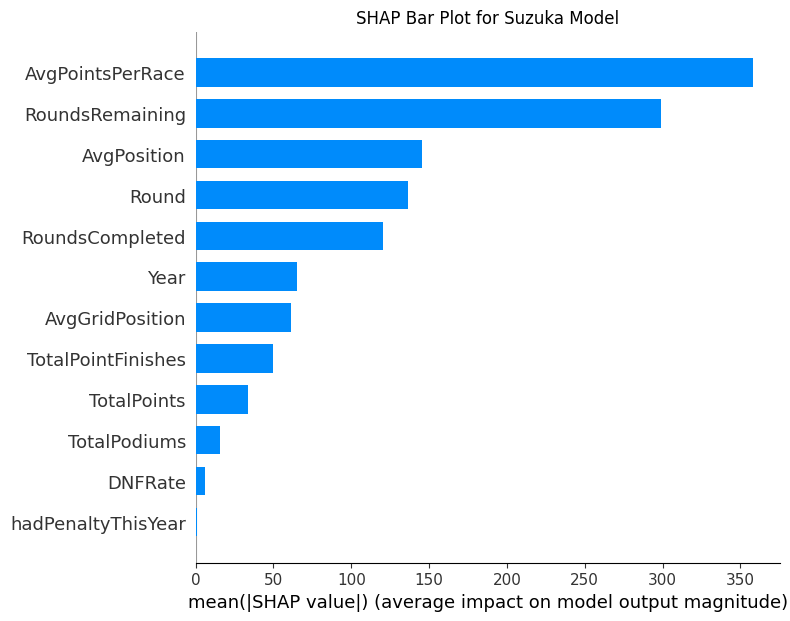 SHAP Bar Plot for Suzuka Model
AvgPointsPerRace
RoundsRemaining
AvgPosition
Round
RoundsCompleted
Year
AvgGridPosition
TotalPointFinishes
TotalPoints
TotalPodiums
DNFRate
hadPenaltyThisYear
0 50 100 150 200 250 300 350
mean(|SHAP value|) (average impact on model output magnitude)